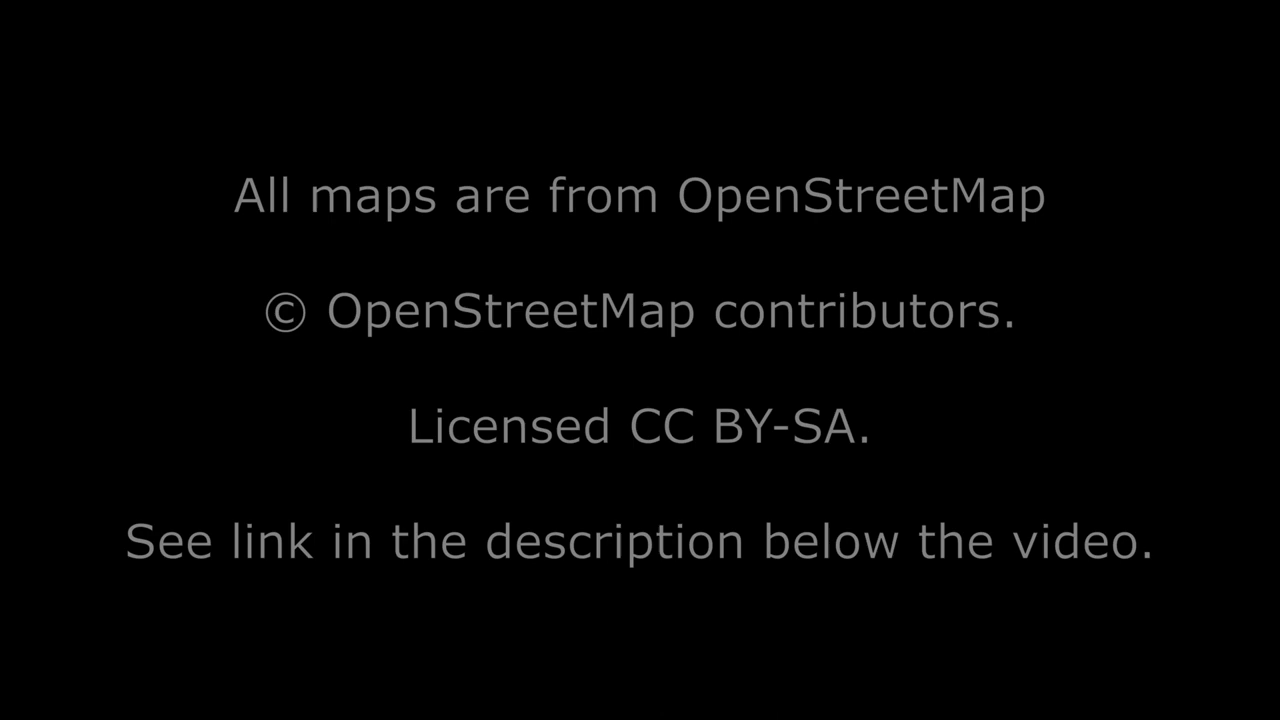 All maps are from OpenStreetMap
© OpenStreetMap contributors.
Licensed CC BY-SA.
See link in the description below the video.